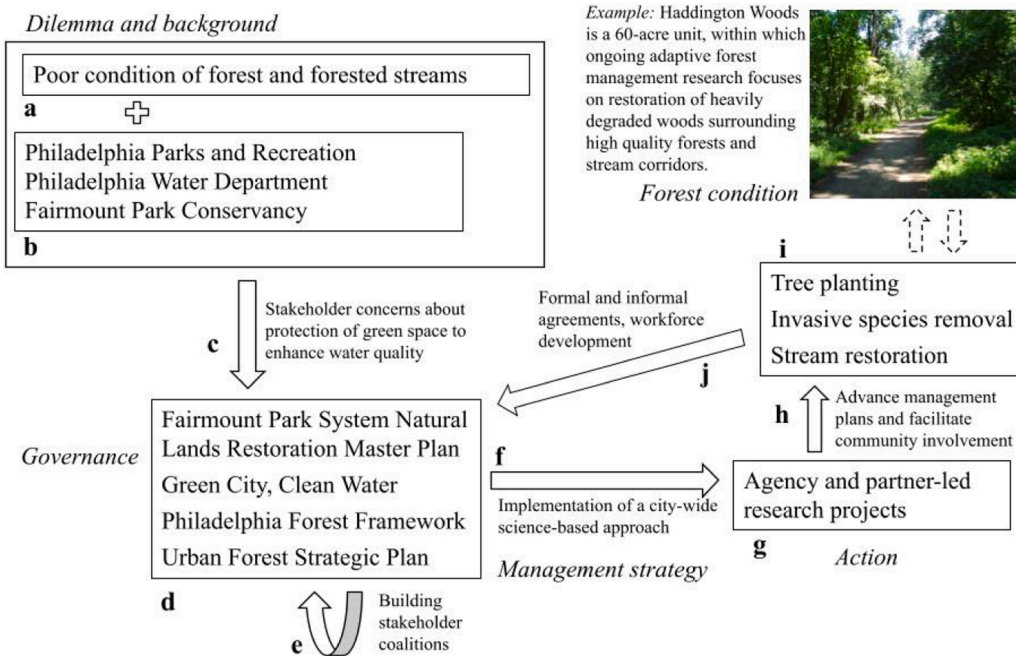 Dilemma and background
Poor condition of forest and forested streams
a
Philadelphia Parks and Recreation
Philadelphia Water Department
Fairmount Park Conservancy
b
Example: Haddington Woods
is a 60-acre unit, within which
ongoing adaptive forest
management research focuses
on restoration of heavily
degraded woods surrounding
high quality forests and
stream corridors.
Forest condition
c
Stakeholder concerns about
protection of green space to
enhance water quality
Formal and informal
agreements, workforce
development
j
i
Tree planting
Invasive species removal
Stream restoration
h
Advance management
plans and facilitate
community involvement
Governance
Fairmount Park System Natural
Lands Restoration Master Plan
Green City, Clean Water
Philadelphia Forest Framework
Urban Forest Strategic Plan
d
f
Implementation of a city-wide
science-based approach
Management strategy
Agency and partner-led
research projects
g
Action
e
Building
stakeholder
coalitions